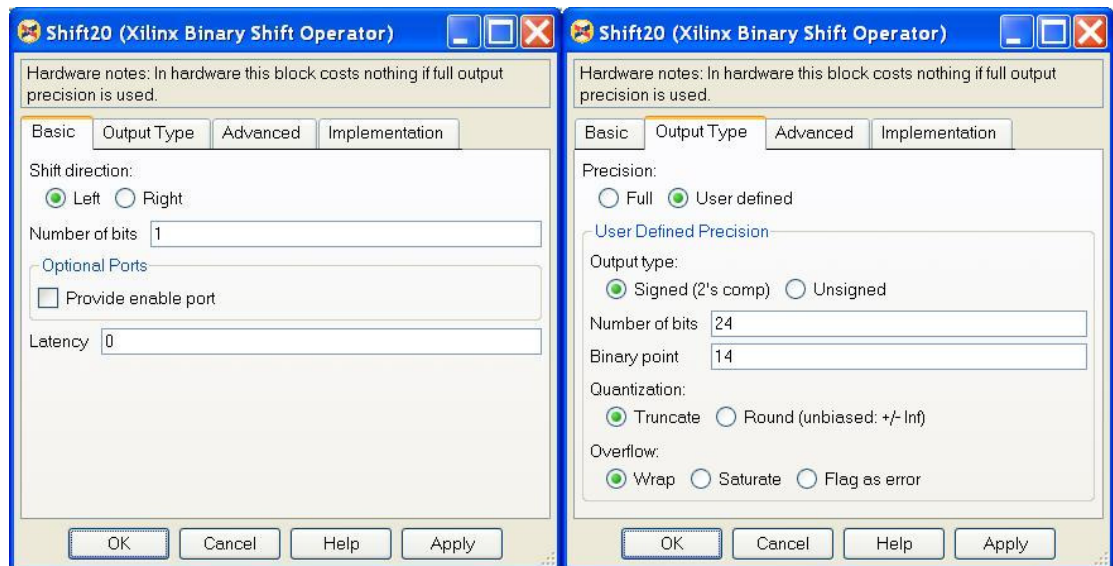 Shift20 (Xilinx Binary Shift Operator)
Hardware notes: In hardware this block costs nothing if full output
precision is used.
Basic Output Type Advanced Implementation
Shift direction:
Left Right
Number of bits 1
Optional Ports
Provide enable port
Latency 0
OK Cancel Help Apply
Shift20 (Xilinx Binary Shift Operator)
Hardware notes: In hardware this block costs nothing if full output
precision is used.
Basic Output Type Advanced Implementation
Precision:
Full User defined
User Defined Precision
Output type:
Signed (2's comp) Unsigned
Number of bits 24
Binary point 14
Quantization:
Truncate Round (unbiased: +/- Inf)
Overflow:
Wrap Saturate Flag as error
OK Cancel Help Apply